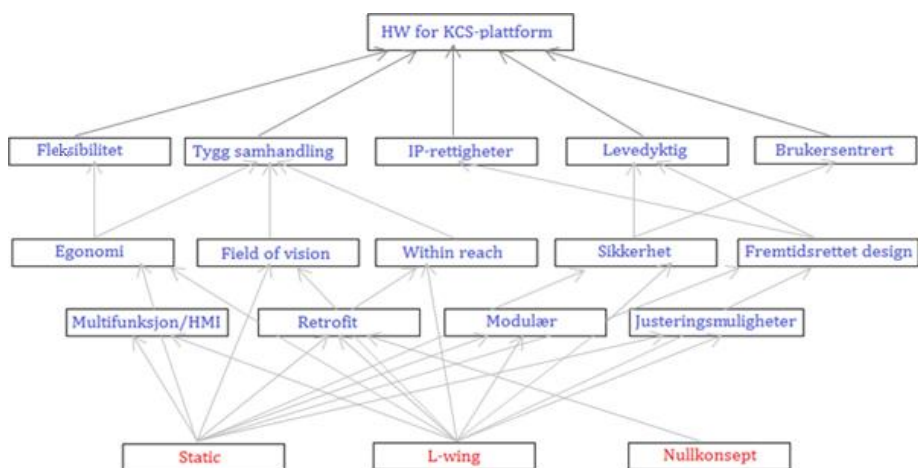 HW for KCS-plattform
Fleksibilitet
Tygg samhandling
IP-rettigheter
Levedyktig
Brukersentrert
Egonomi
Field of vision
Within reach
Sikkerhet
Fremtidsrettet design
Multifunksjon/HMI
Retrofit
Modulær
Justeringsmuligheter
Static
L-wing
Nullkonsept